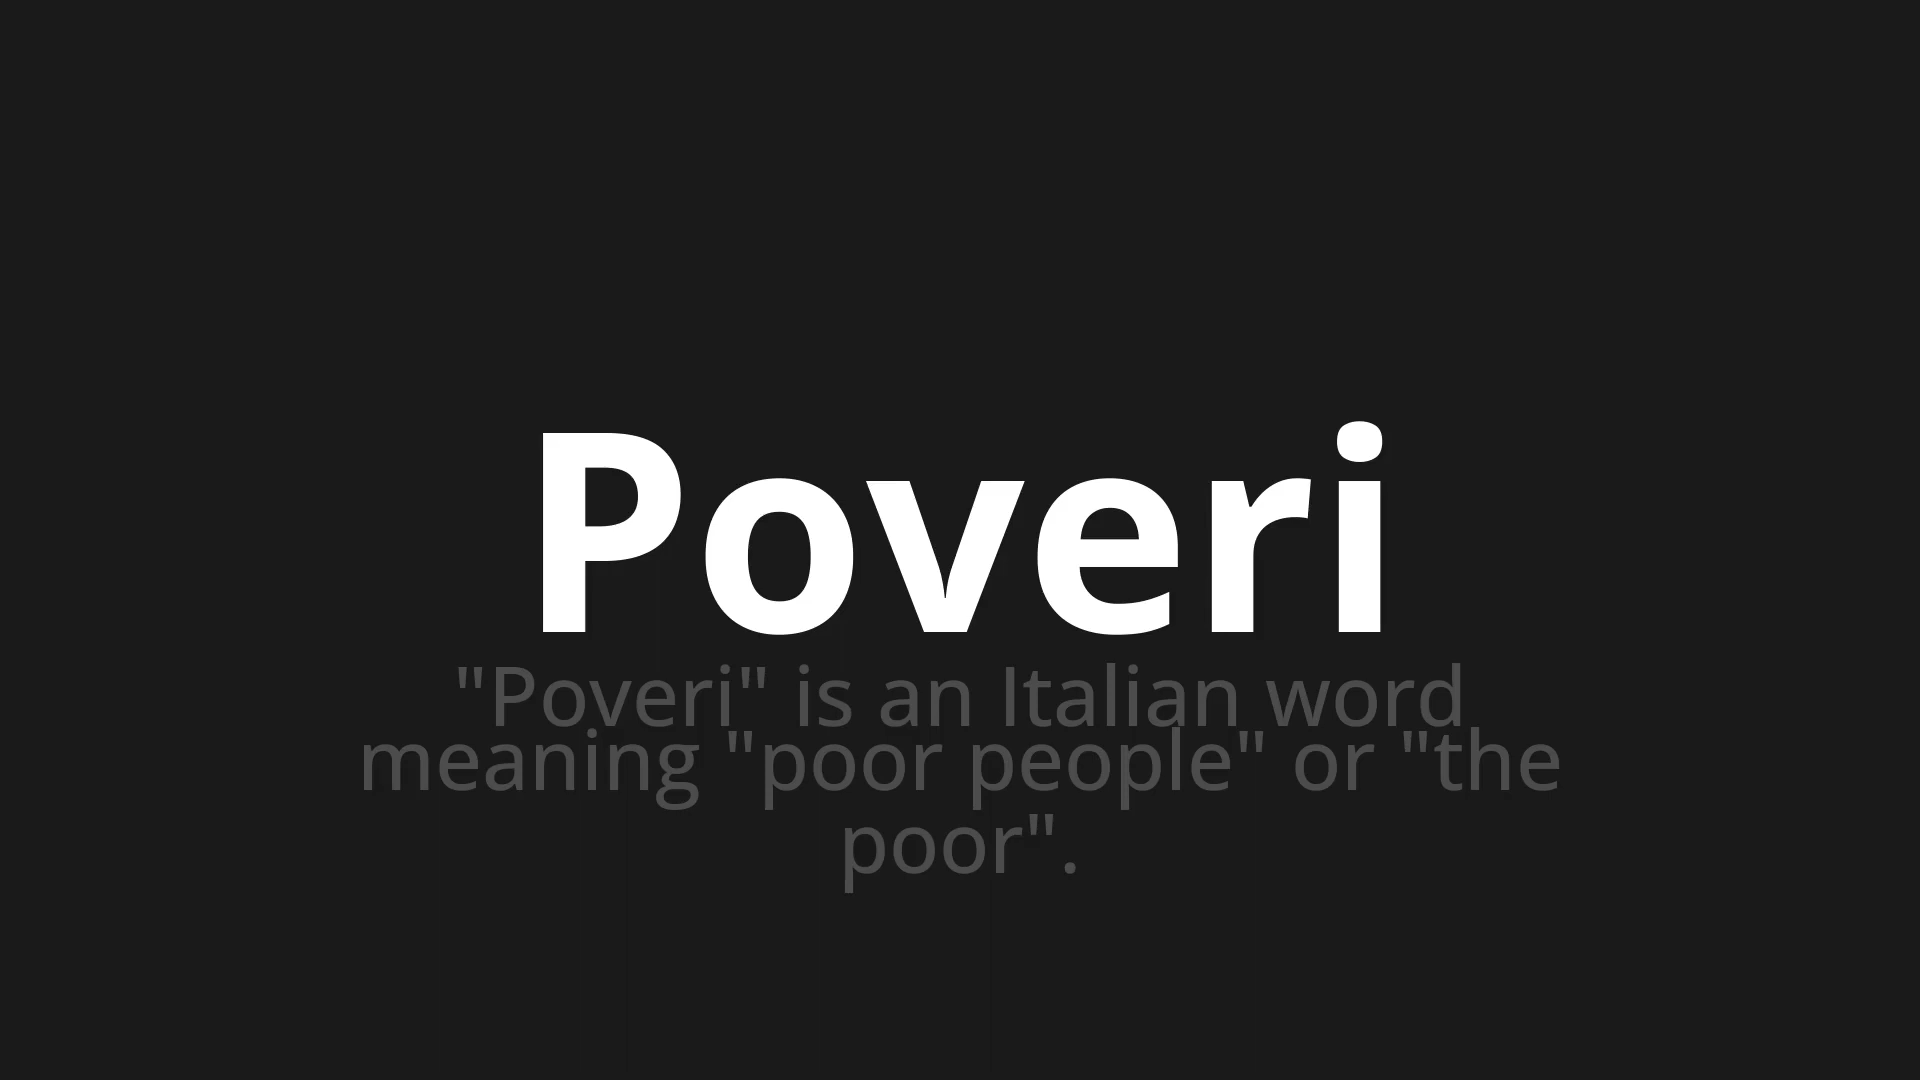 Poveri
"Poveri" is an Italian word
meaning "poor people" or "the
poor".